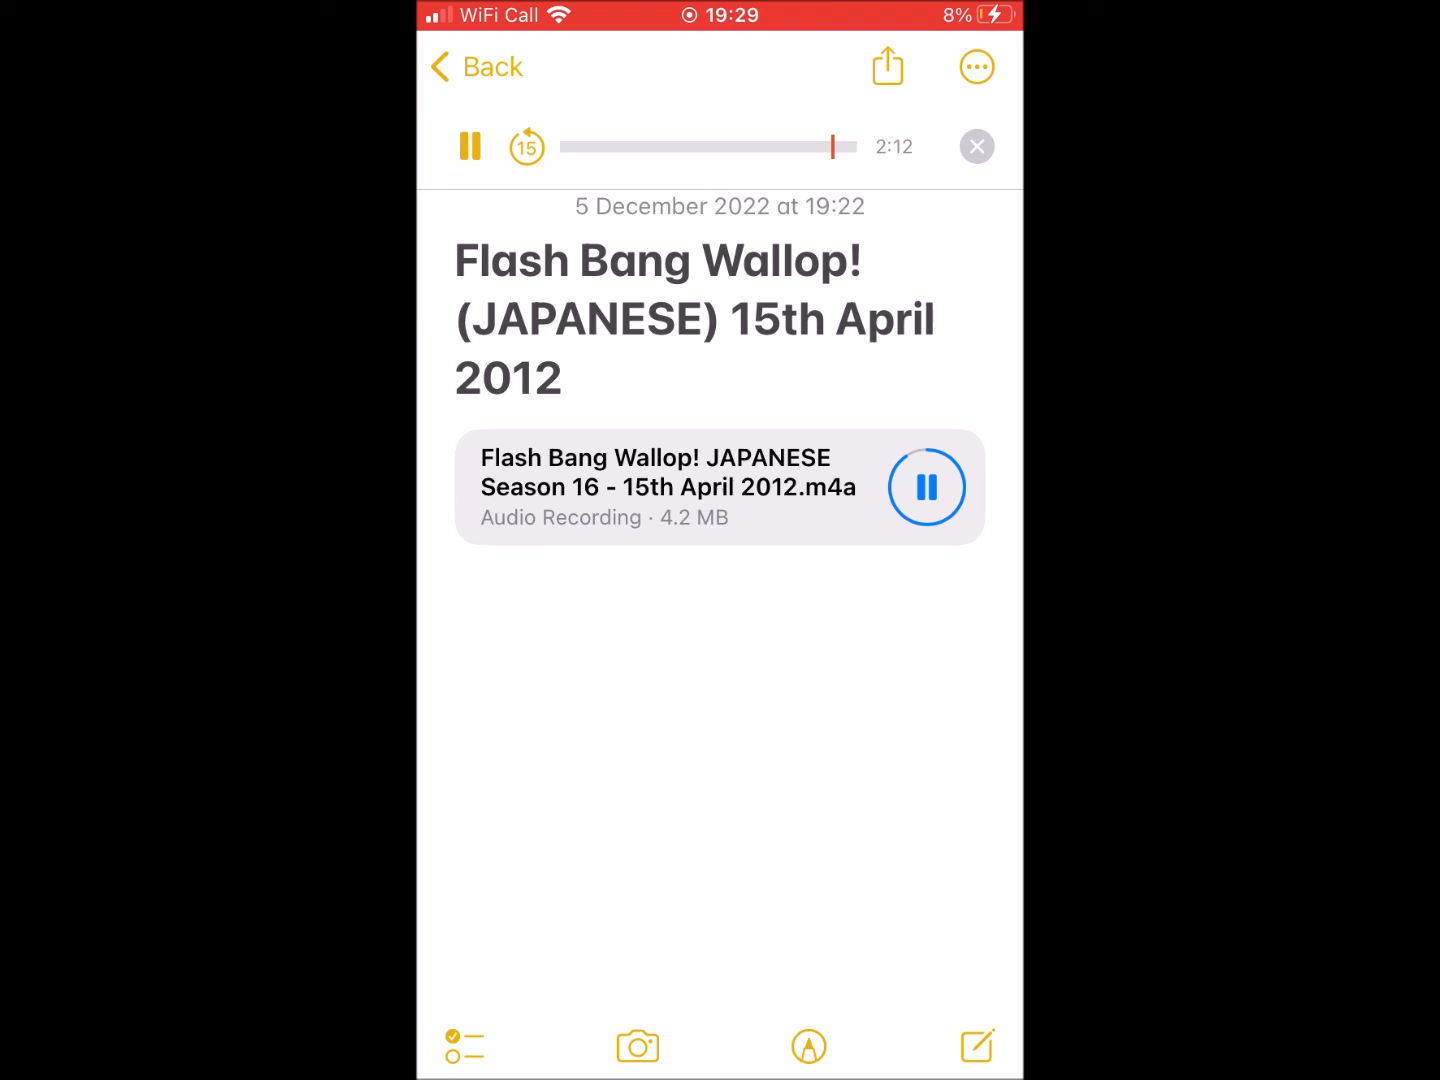 WiFi Call 19:29 8%
Back
15 2:12
5 December 2022 at 19:22
Flash Bang Wallop!
(JAPANESE) 15th April
2012
Flash Bang Wallop! JAPANESE
Season 16 - 15th April 2012.m4a
Audio Recording · 4.2 MB